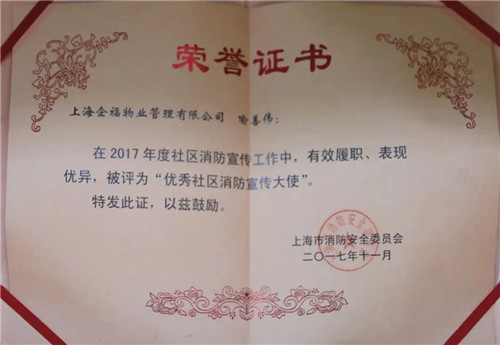 荣誉证书
上海企福物业管理有限公司 喻善伟：
在2017年度社区消防宣传工作中，有效履职、表现
优异，被评为“优秀社区消防宣传大使”。
特发此证，以兹鼓励。
上海市消防安全委员会
二〇一七年十一月